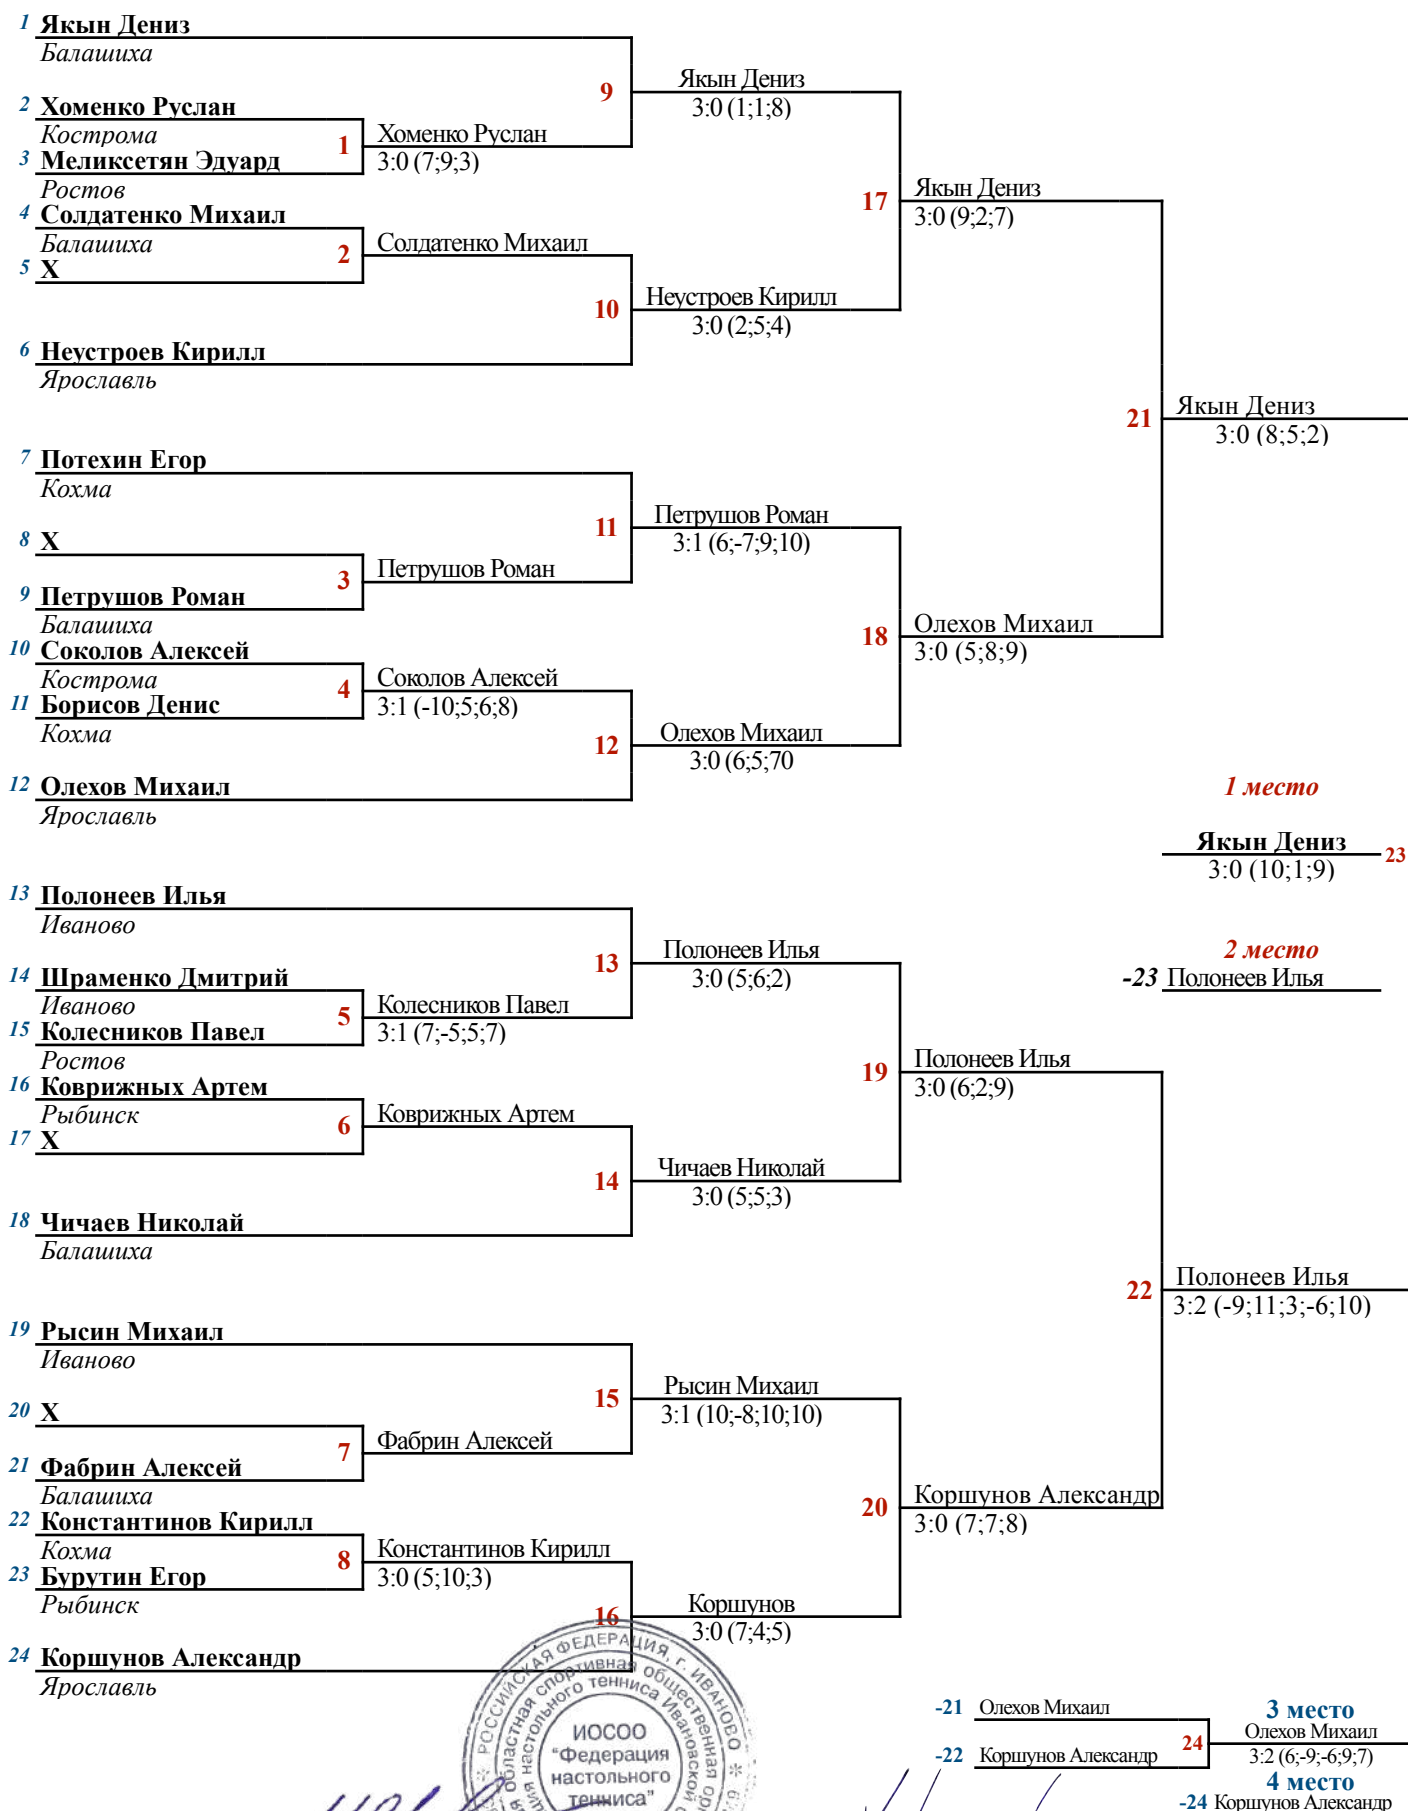 1 Якын Дениз
Балашиха
Якын Дениз
9
3:0 (1;1;8)
2 Хоменко Руслан
Кострома
1
Хоменко Руслан
3:0 (7;9;3)
3 Меликсетян Эдуард
Ростов
17
Якын Дениз
3:0 (9;2;7)
4 Солдатенко Михаил
Балашиха
2
Солдатенко Михаил
5 X
10
Неустроев Кирилл
3:0 (2;5;4)
6 Неустроев Кирилл
Ярославль
21
Якын Дениз
3:0 (8;5;2)
7 Потехин Егор
Кохма
11
Петрушов Роман
3:1 (6;-7;9;10)
8 X
3
Петрушов Роман
9 Петрушов Роман
Балашиха
18
Олехов Михаил
3:0 (5;8;9)
10 Соколов Алексей
Кострома
4
Соколов Алексей
3:1 (-10;5;6;8)
11 Борисов Денис
Кохма
12
Олехов Михаил
3:0 (6;5;70
12 Олехов Михаил
Ярославль
1 место
Якын Дениз 23
3:0 (10;1;9)
13 Полонеев Илья
Иваново
2 место
-23 Полонеев Илья
13
Полонеев Илья
3:0 (5;6;2)
14 Шраменко Дмитрий
Иваново
5
Колесников Павел
3:1 (7;-5;5;7)
15 Колесников Павел
Ростов
19
Полонеев Илья
3:0 (6;2;9)
16 Коврижных Артем
Рыбинск
6
Коврижных Артем
17 X
14
Чичаев Николай
3:0 (5;5;3)
18 Чичаев Николай
Балашиха
22
Полонеев Илья
3:2 (-9;11;3;-6;10)
19 Рысин Михаил
Иваново
15
Рысин Михаил
3:1 (10;-8;10;10)
20 X
7
Фабрин Алексей
21 Фабрин Алексей
Балашиха
20
Коршунов Александр
3:0 (7;7;8)
22 Константинов Кирилл
Кохма
8
Константинов Кирилл
3:0 (5;10;3)
23 Бурутин Егор
Рыбинск
16
Коршунов
3:0 (7;4;5)
24 Коршунов Александр
Ярославль
РОССИЙСКАЯ ФЕДЕРАЦИЯ, г. ИВАНОВО
областная спортивная общественная
настольного тенниса Ивановской
ИОСОО
"Федерация
настольного
тенниса"
-21 Олехов Михаил
3 место
24
Олехов Михаил
-22 Коршунов Александр
3:2 (6;-9;-6;9;7)
4 место
-24 Коршунов Александр